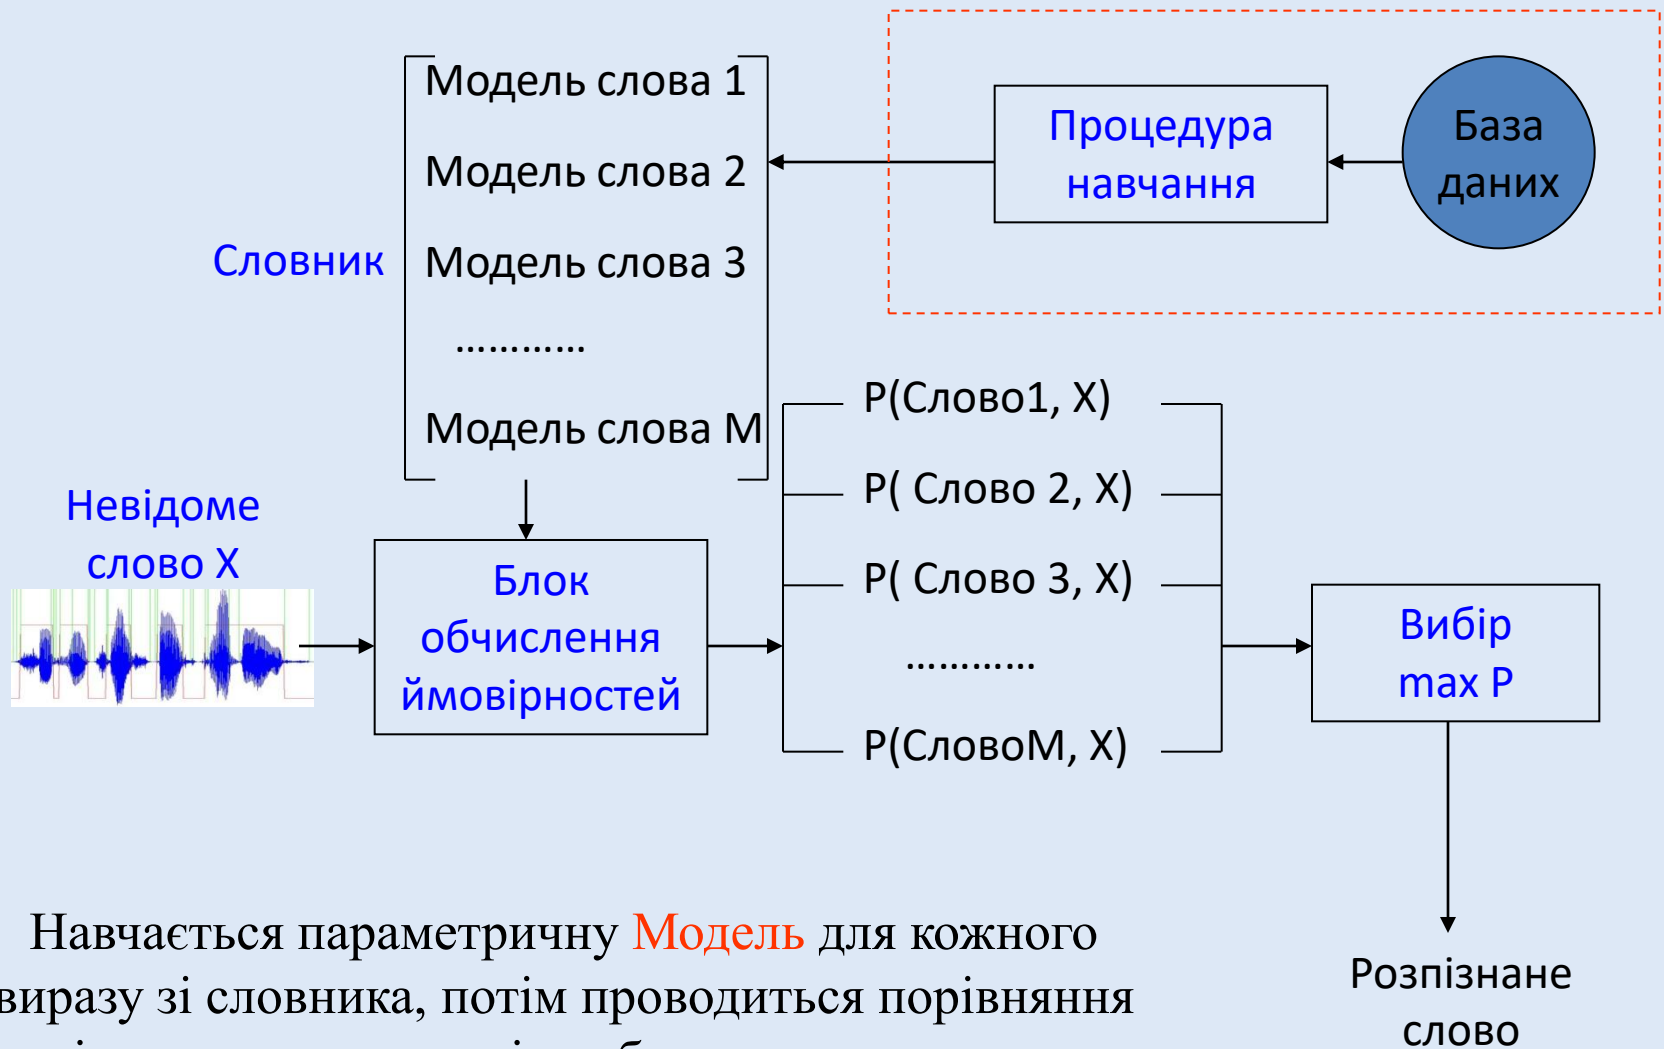 Модель слова 1
Модель слова 2
Модель слова 3
…………
Модель слова M
Словник
Процедура
навчання
База
даних
Невідоме
слово X
Блок
обчислення
ймовірностей
P(Слово1, X)
P( Слово 2, X)
P( Слово 3, X)
…………
P(СловоM, X)
Вибір
max P
Розпізнане
слово
Навчається параметричну Модель для кожного
виразу зі словника, потім проводиться порівняння